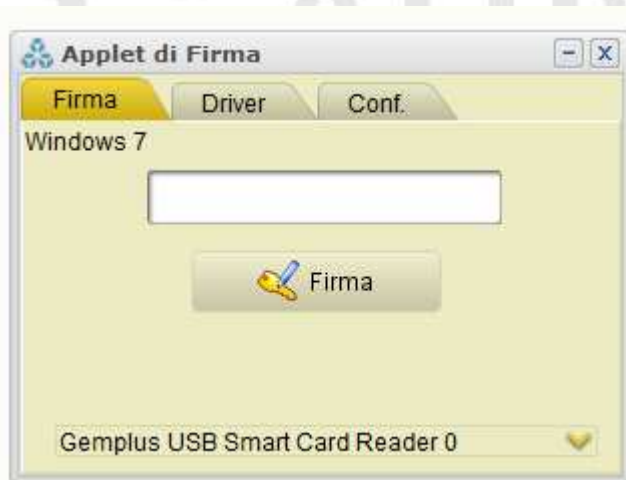 Applet di Firma
Firma Driver Conf.
Windows 7
Firma
Gemplus USB Smart Card Reader 0